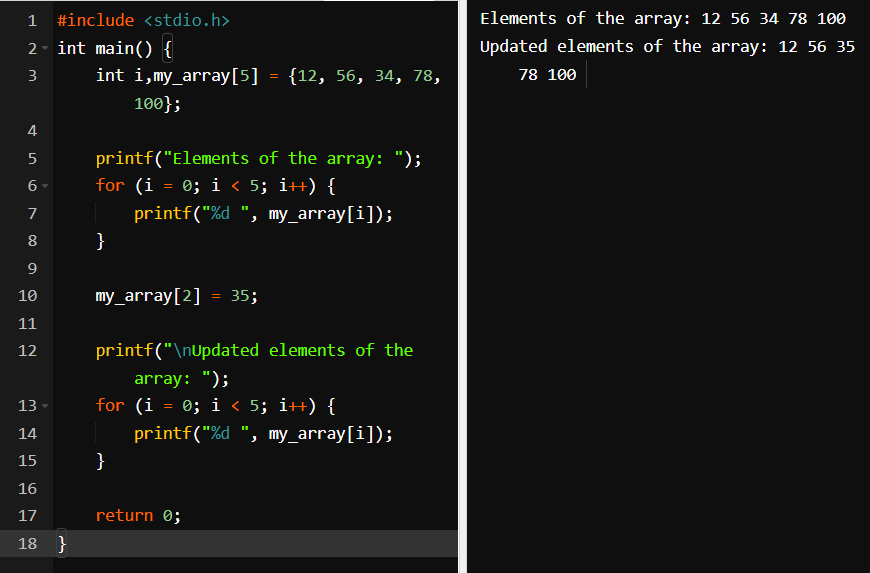 1 #include <stdio.h>
2 int main() {
3     int i,my_array[5] = {12, 56, 34, 78,
        100};
4
5     printf("Elements of the array: ");
6     for (i = 0; i < 5; i++) {
7         printf("%d ", my_array[i]);
8     }
9
10     my_array[2] = 35;
11
12     printf("\nUpdated elements of the
        array: ");
13     for (i = 0; i < 5; i++) {
14         printf("%d ", my_array[i]);
15     }
16
17     return 0;
18 }
Elements of the array: 12 56 34 78 100
Updated elements of the array: 12 56 35
    78 100